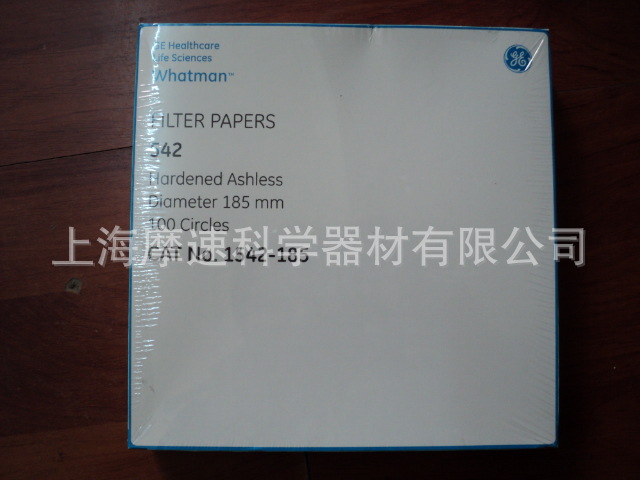 GE Healthcare
Life Sciences
Whatman™
GE
FILTER PAPERS
542
Hardened Ashless
Diameter 185 mm
100 Circles
上海摩速科学器材有限公司
CAT No. 1542-185